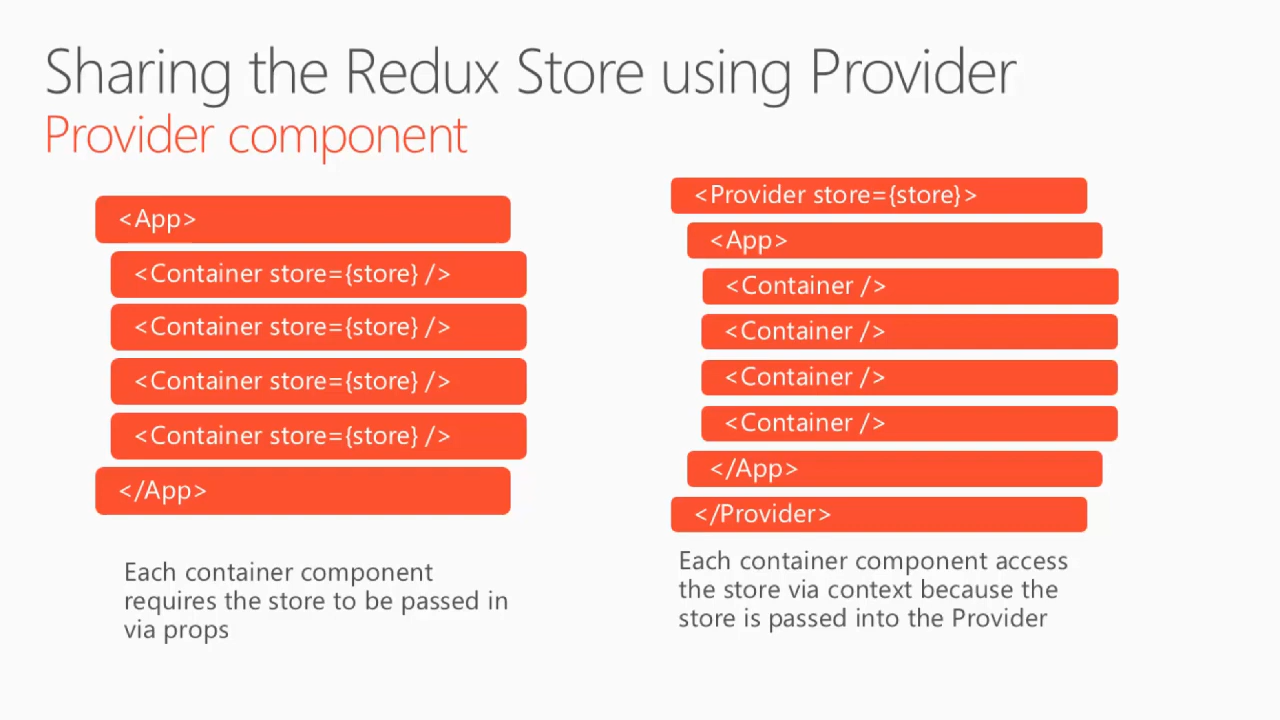 Sharing the Redux Store using Provider
Provider component
<App>
<Container store={store} />
<Container store={store} />
<Container store={store} />
<Container store={store} />
</App>
Each container component
requires the store to be passed in
via props
<Provider store={store}>
<App>
<Container />
<Container />
<Container />
<Container />
</App>
</Provider>
Each container component access
the store via context because the
store is passed into the Provider